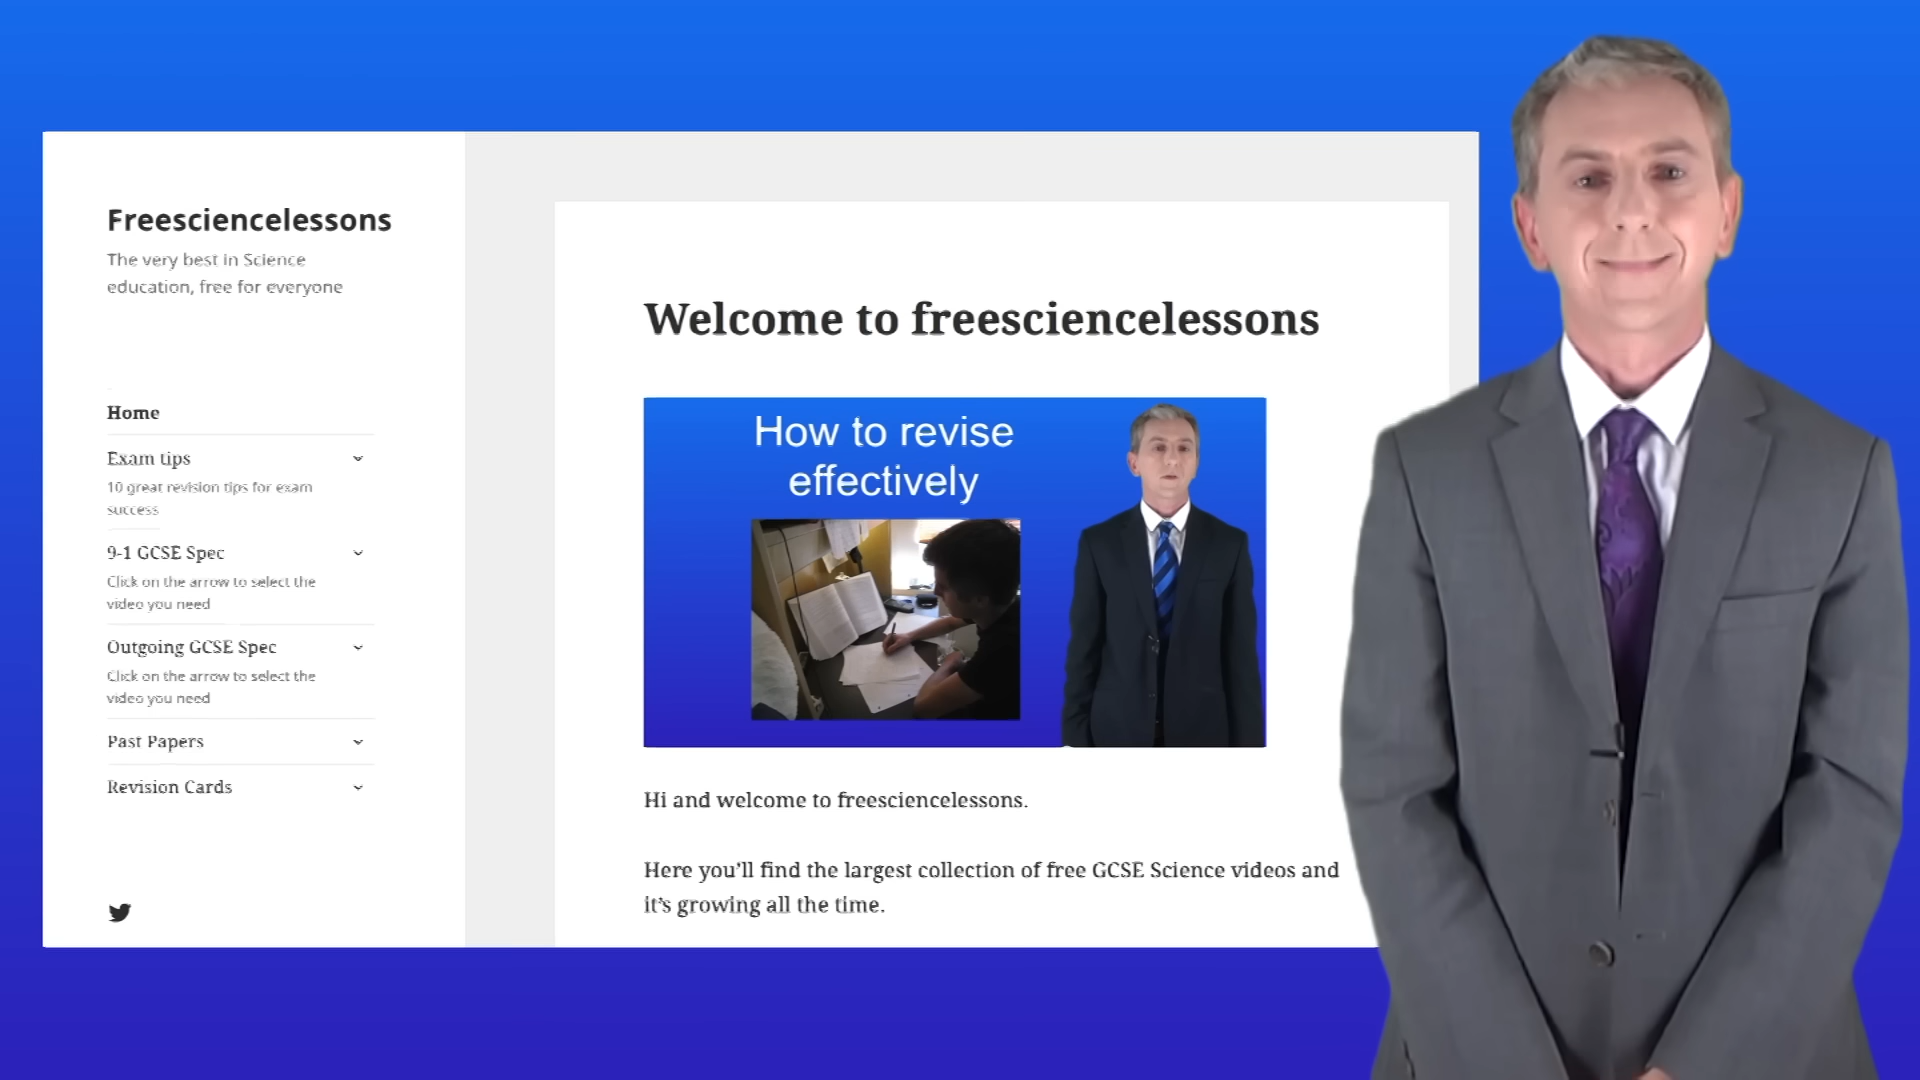 Freesciencelessons
The very best in Science
education, free for everyone
Home
Exam tips
10 great revision tips for exam
success
9-1 GCSE Spec
Click on the arrow to select the
video you need
Outgoing GCSE Spec
Click on the arrow to select the
video you need
Past Papers
Revision Cards
Welcome to freesciencelessons
How to revise
effectively
Hi and welcome to freesciencelessons.
Here you'll find the largest collection of free GCSE Science videos and
it's growing all the time.